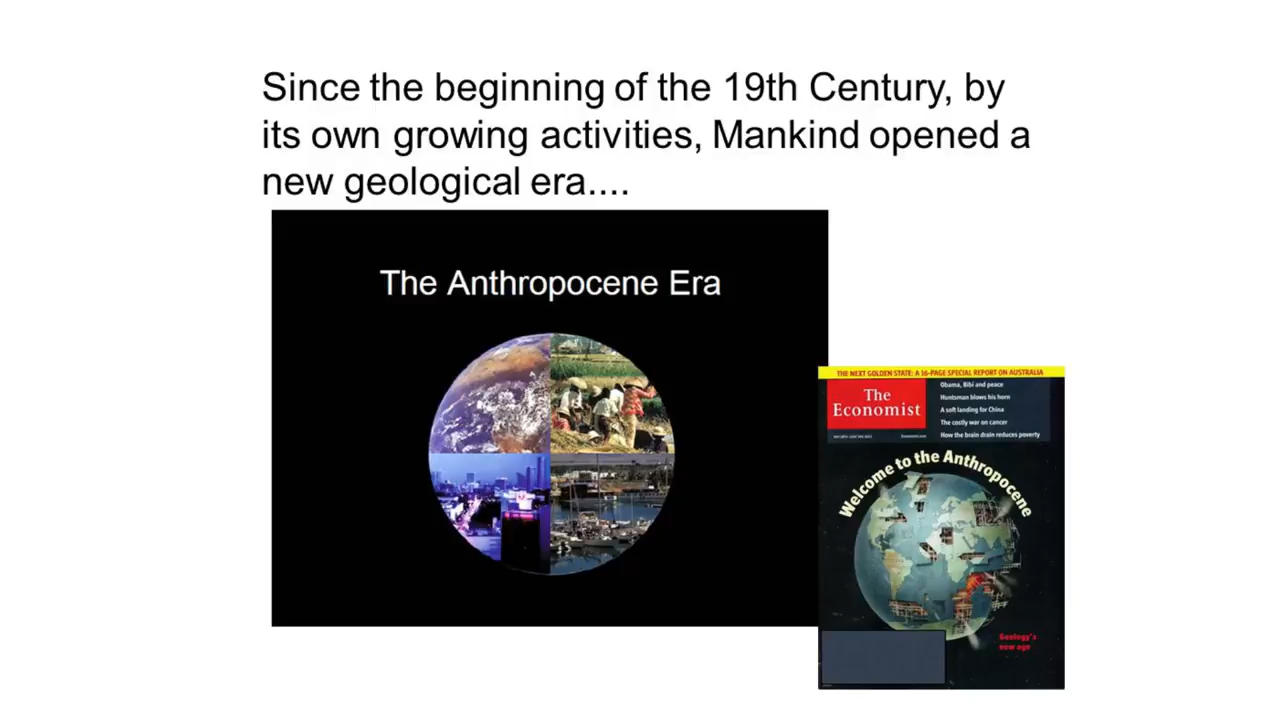 Since the beginning of the 19th Century, by
its own growing activities, Mankind opened a
new geological era....
The Anthropocene Era
THE NEXT GOLDEN STATE: A 16-PAGE SPECIAL REPORT ON AUSTRALIA
The
Economist
Obama, Bibi and peace
Huntsman blows his horn
A soft landing for China
The costly war on cancer
How the brain drain reduces poverty
Welcome to the Anthropocene
Geology's
new age